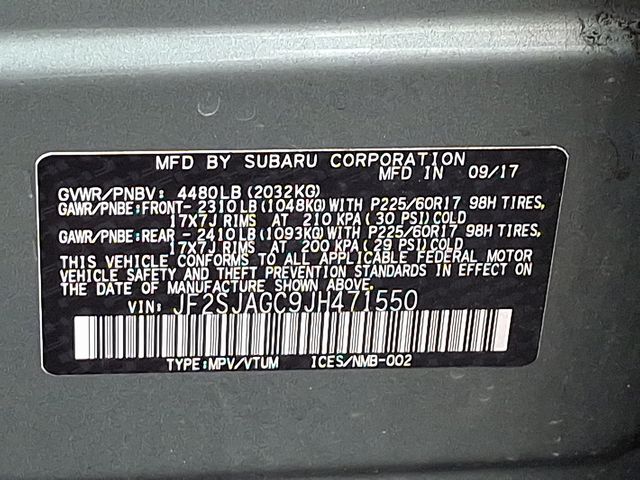 MFD BY SUBARU CORPORATION
MFD IN 09/17
GVWR/PNBV: 4480LB(2032KG)
GAWR/PNBE:FRONT- 2310LB(1048KG)WITH P225/60R17 98H TIRES,
17X7J RIMS AT 210 KPA(30 PSI)COLD
GAWR/PNBE:REAR - 2410LB(1093KG)WITH P225/60R17 98H TIRES,
17X7J RIMS AT 200 KPA(29 PSI)COLD
THIS VEHICLE CONFORMS TO ALL APPLICABLE FEDERAL MOTOR
VEHICLE SAFETY AND THEFT PREVENTION STANDARDS IN EFFECT ON
THE DATE OF MANUFACTURE SHOWN ABOVE.
VIN: JF2SJAGC9JH471550
TYPE:MPV/VTUM ICES/NMB-002